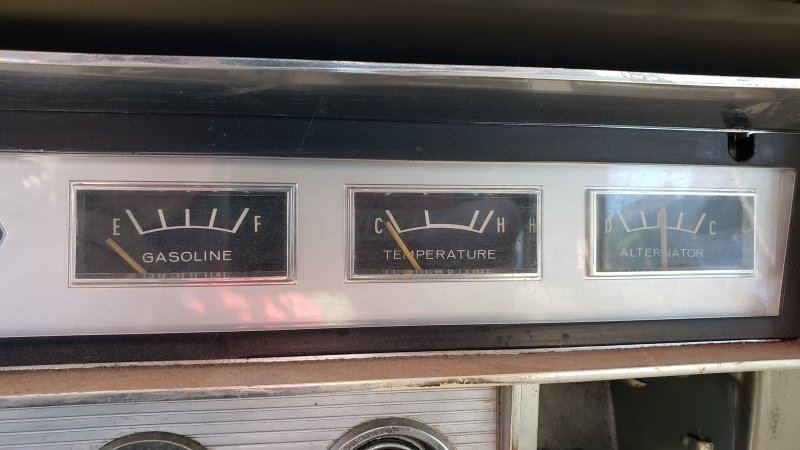 E F
GASOLINE
C H H
TEMPERATURE
D C
ALTERNATOR